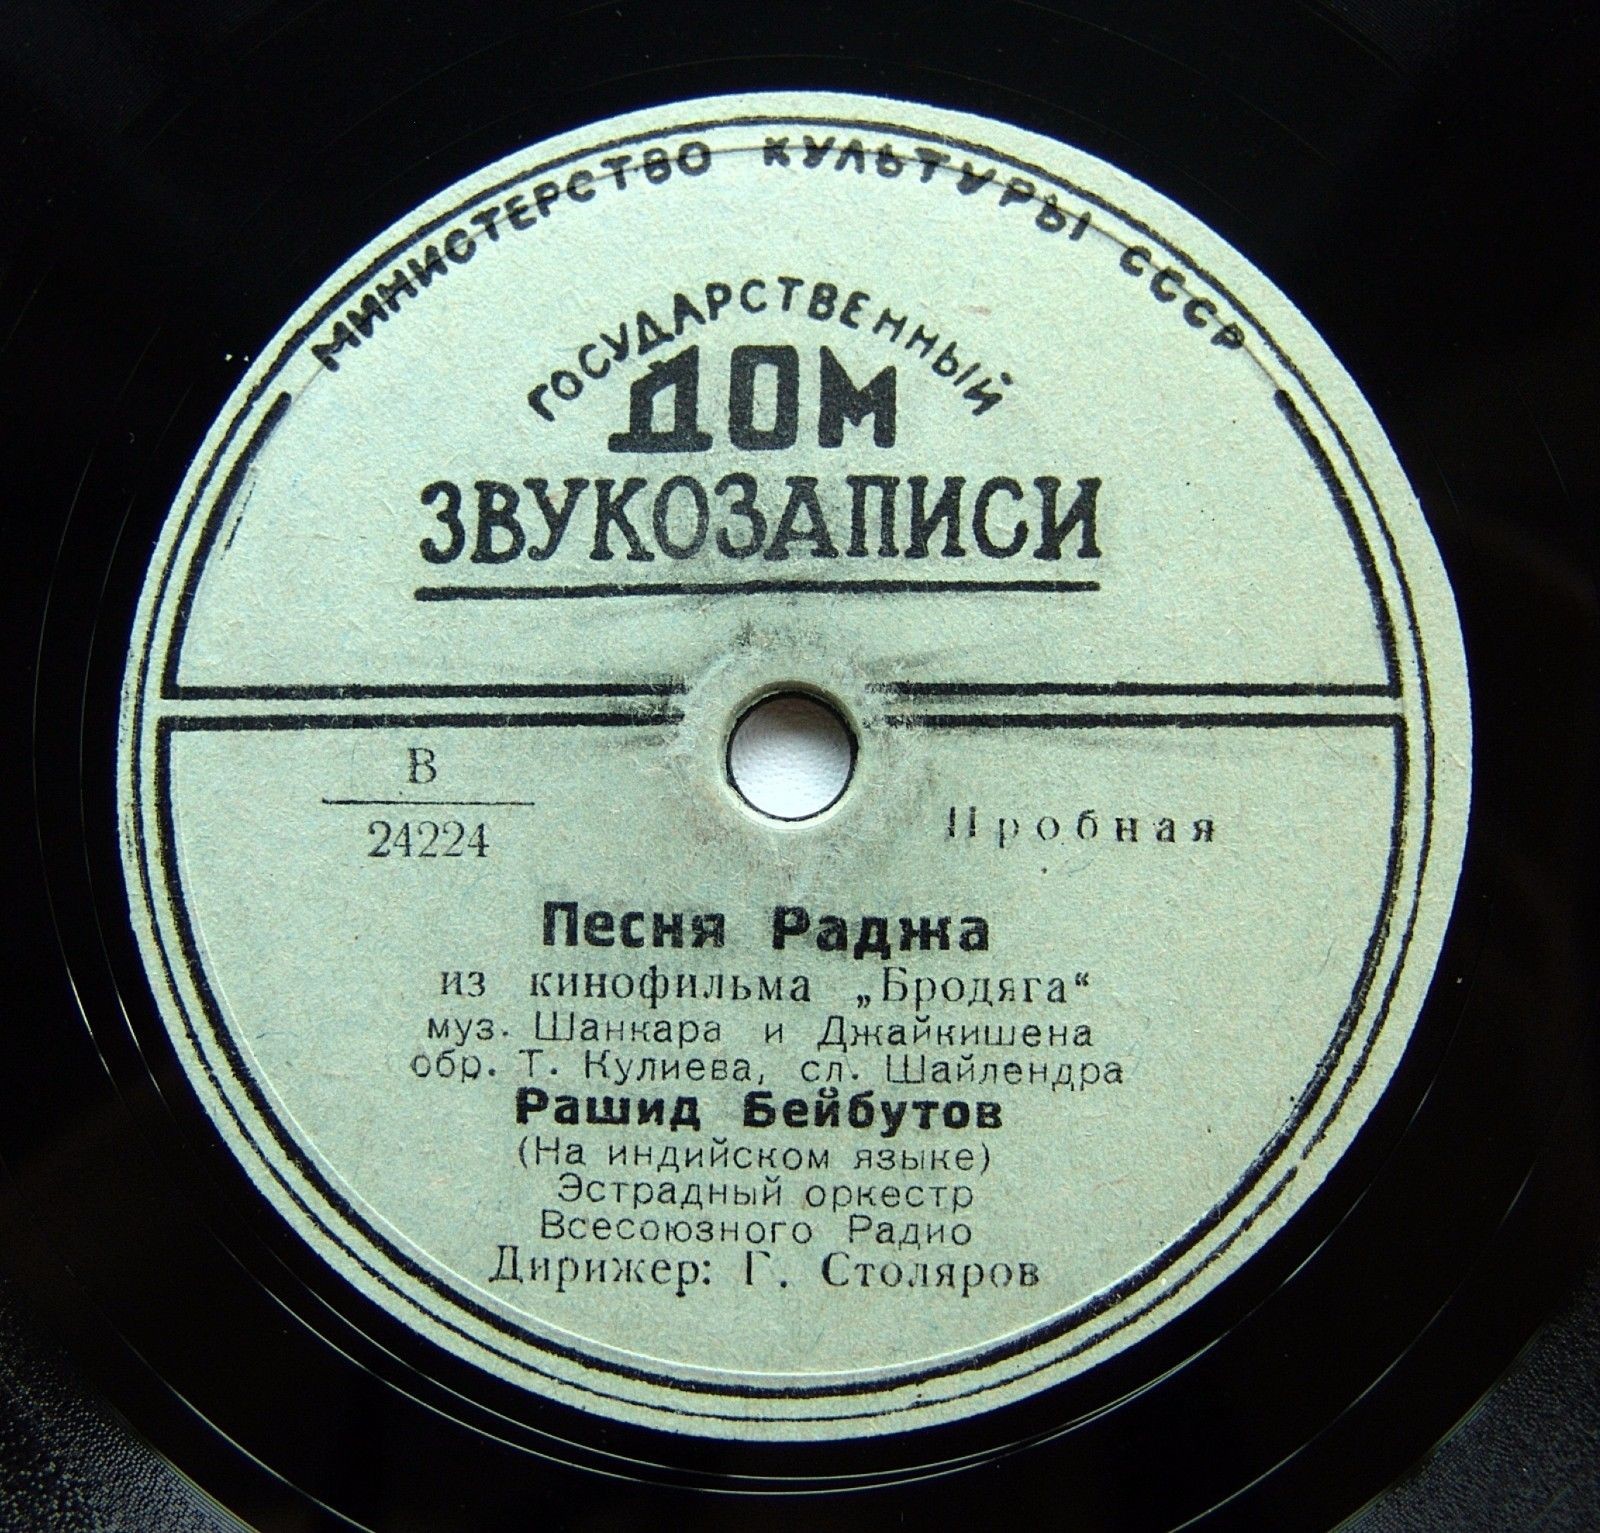 МИНИСТЕРСТВО КУЛЬТУРЫ СССР
ГОСУДАРСТВЕННЫЙ
ДОМ
ЗВУКОЗАПИСИ
В
24224
Пробная
Песня Раджа
из кинофильма „Бродяга“
муз. Шанкара и Джайкишена
обр. Т. Кулиева, сл. Шайлендра
Рашид Бейбутов
(На индийском языке)
Эстрадный оркестр
Всесоюзного Радио
Дирижер: Г. Столяров